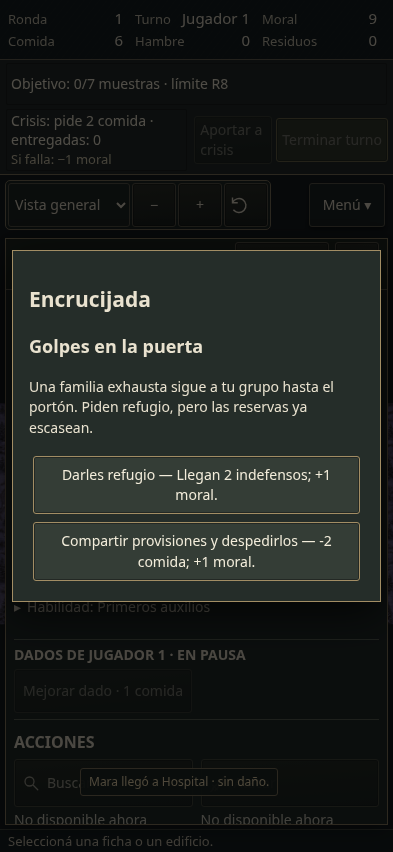 Ronda 1 Turno Jugador 1 Moral 9
Comida 6 Hambre 0 Residuos 0
Objetivo: 0/7 muestras · límite R8
Crisis: pide 2 comida ·
entregadas: 0
Si falla: −1 moral
Aportar a
crisis
Terminar turno
Vista general
−
+
Menú ▾
Encrucijada
Golpes en la puerta
Una familia exhausta sigue a tu grupo hasta el
portón. Piden refugio, pero las reservas ya
escasean.
Darles refugio — Llegan 2 indefensos; +1
moral.
Compartir provisiones y despedirlos — -2
comida; +1 moral.
▸ Habilidad: Primeros auxilios
DADOS DE JUGADOR 1 · EN PAUSA
Mejorar dado · 1 comida
ACCIONES
Busc
Mara llegó a Hospital · sin daño.
No disponible ahora No disponible ahora
Seleccioná una ficha o un edificio.